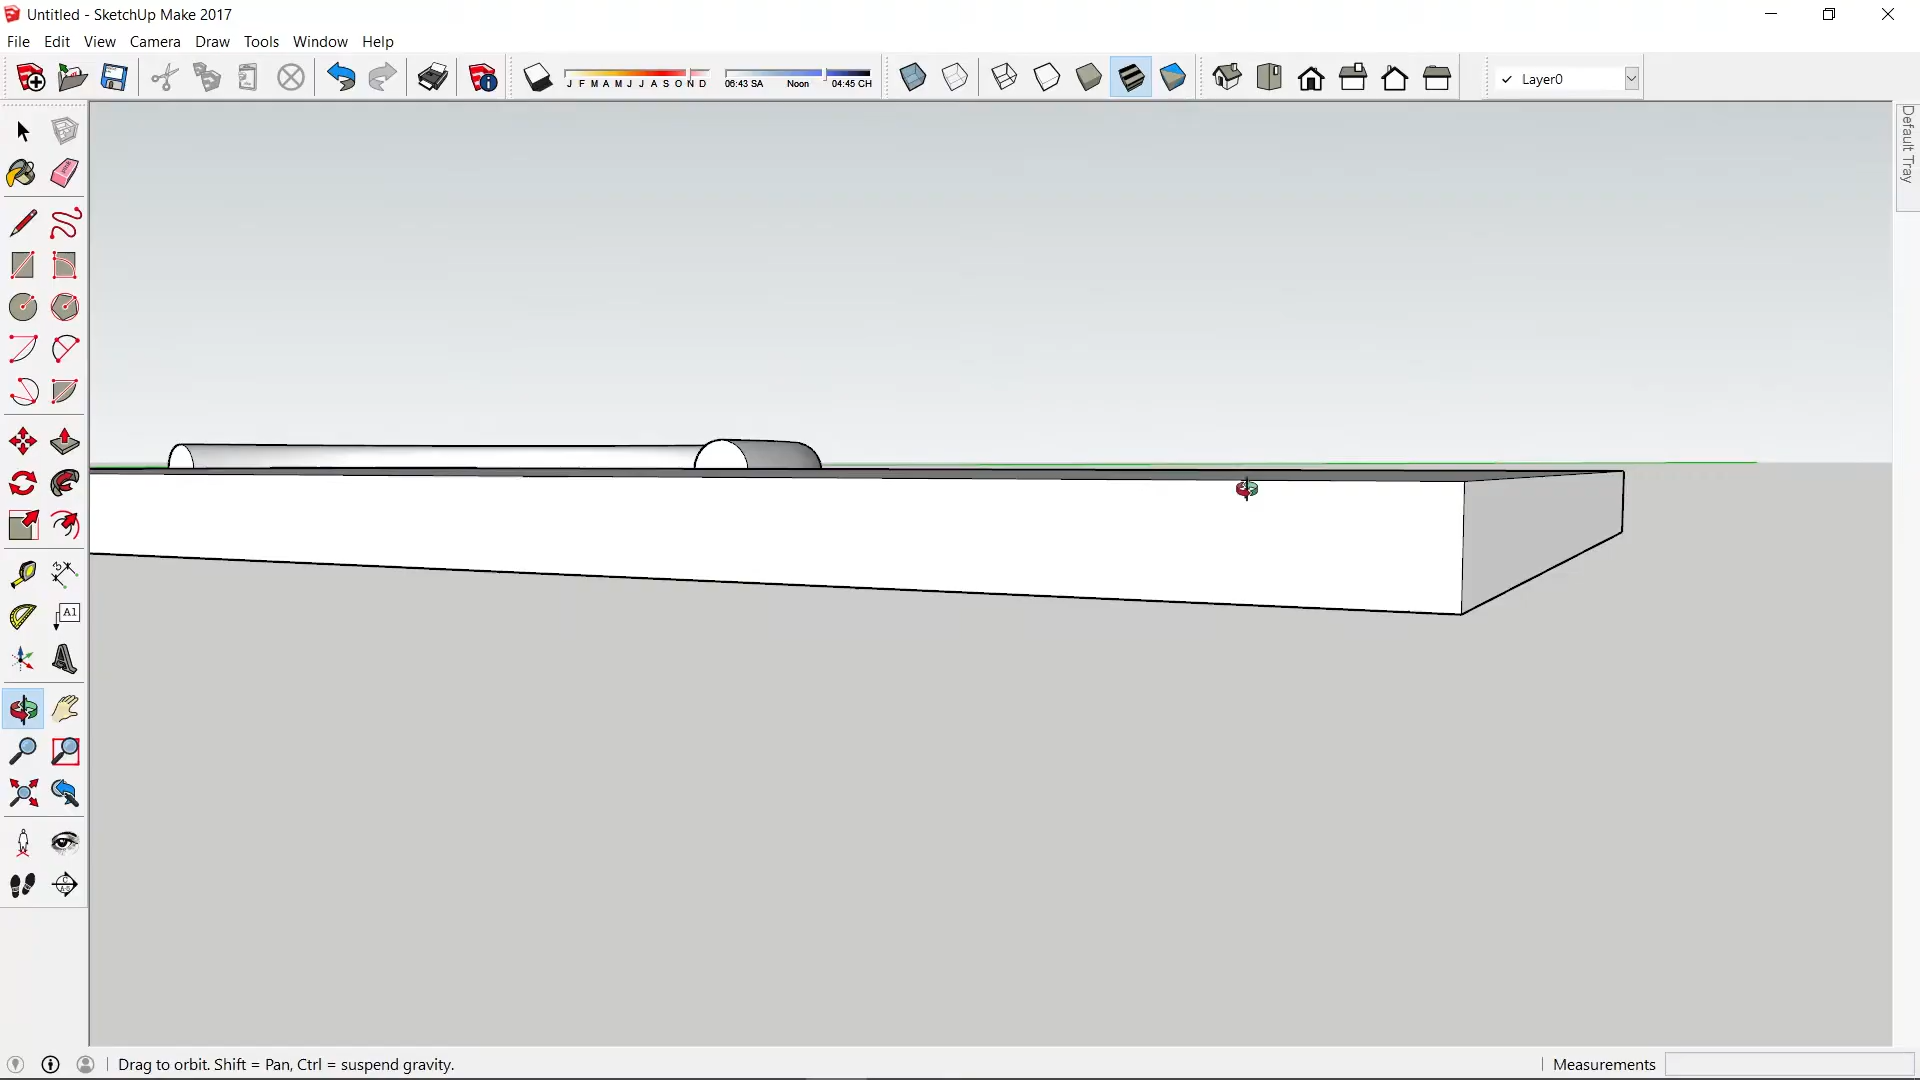 Untitled - SketchUp Make 2017
File Edit View Camera Draw Tools Window Help
J F M A M J J A S O N D
06:43 SA Noon 04:45 CH
✓ Layer0
Default Tray
A1
Drag to orbit. Shift = Pan, Ctrl = suspend gravity.
Measurements